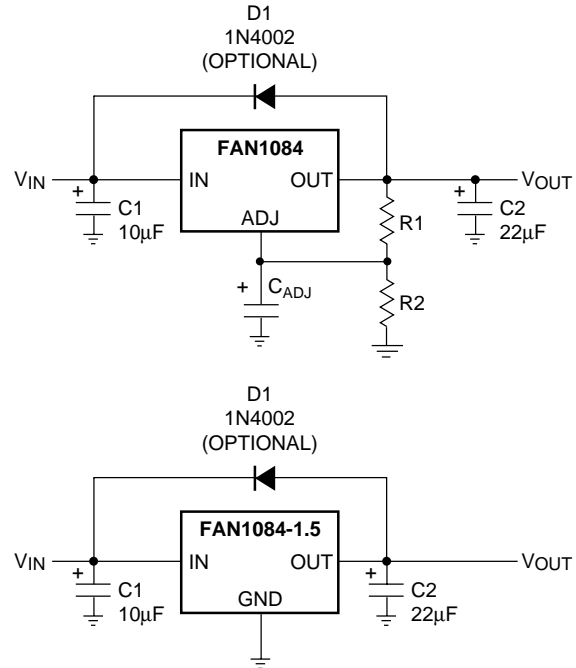 D1
1N4002
(OPTIONAL)
FAN1084
VIN
IN
OUT
VOUT
+
C1
10μF
ADJ
R1
+
C2
22μF
+
CADJ
R2
D1
1N4002
(OPTIONAL)
FAN1084-1.5
VIN
IN
OUT
VOUT
+
C1
10μF
GND
+
C2
22μF